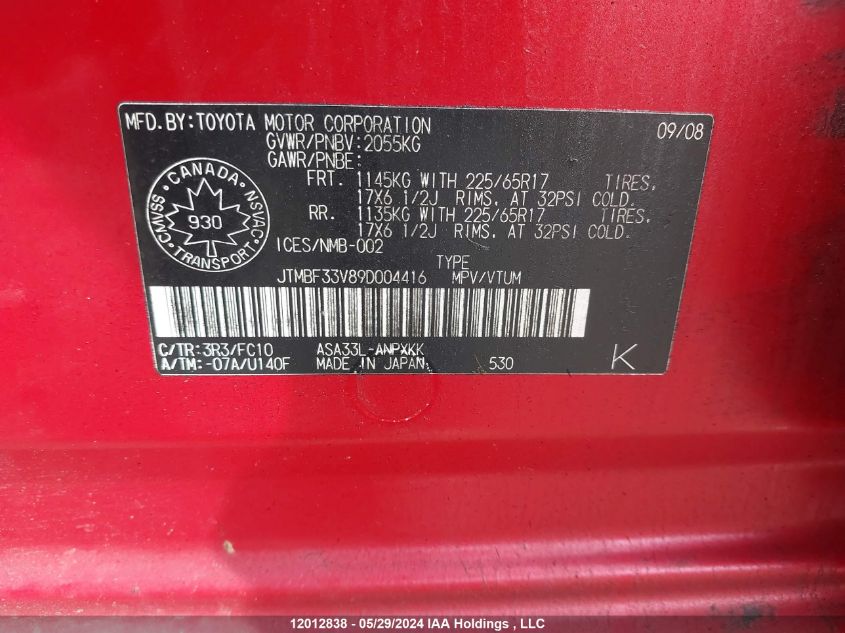 MFD. BY:TOYOTA MOTOR CORPORATION 09/08
GVWR/PNBV:2055KG
GAWR/PNBE:
FRT. 1145KG WITH 225/65R17 TIRES,
17X6 1/2J RIMS, AT 32PSI COLD.
RR. 1135KG WITH 225/65R17 TIRES,
17X6 1/2J RIMS, AT 32PSI COLD.
ICES/NMB-002
CANADA
CMVSS 930 NSVAC
TRANSPORT
TYPE
JTMBF33V89D004416 MPV/VTUM
C/TR:3R3/FC10 ASA33L-ANPXKK
A/TM:-07A/U140F MADE IN JAPAN 530 K
12012838 - 05/29/2024 IAA Holdings , LLC